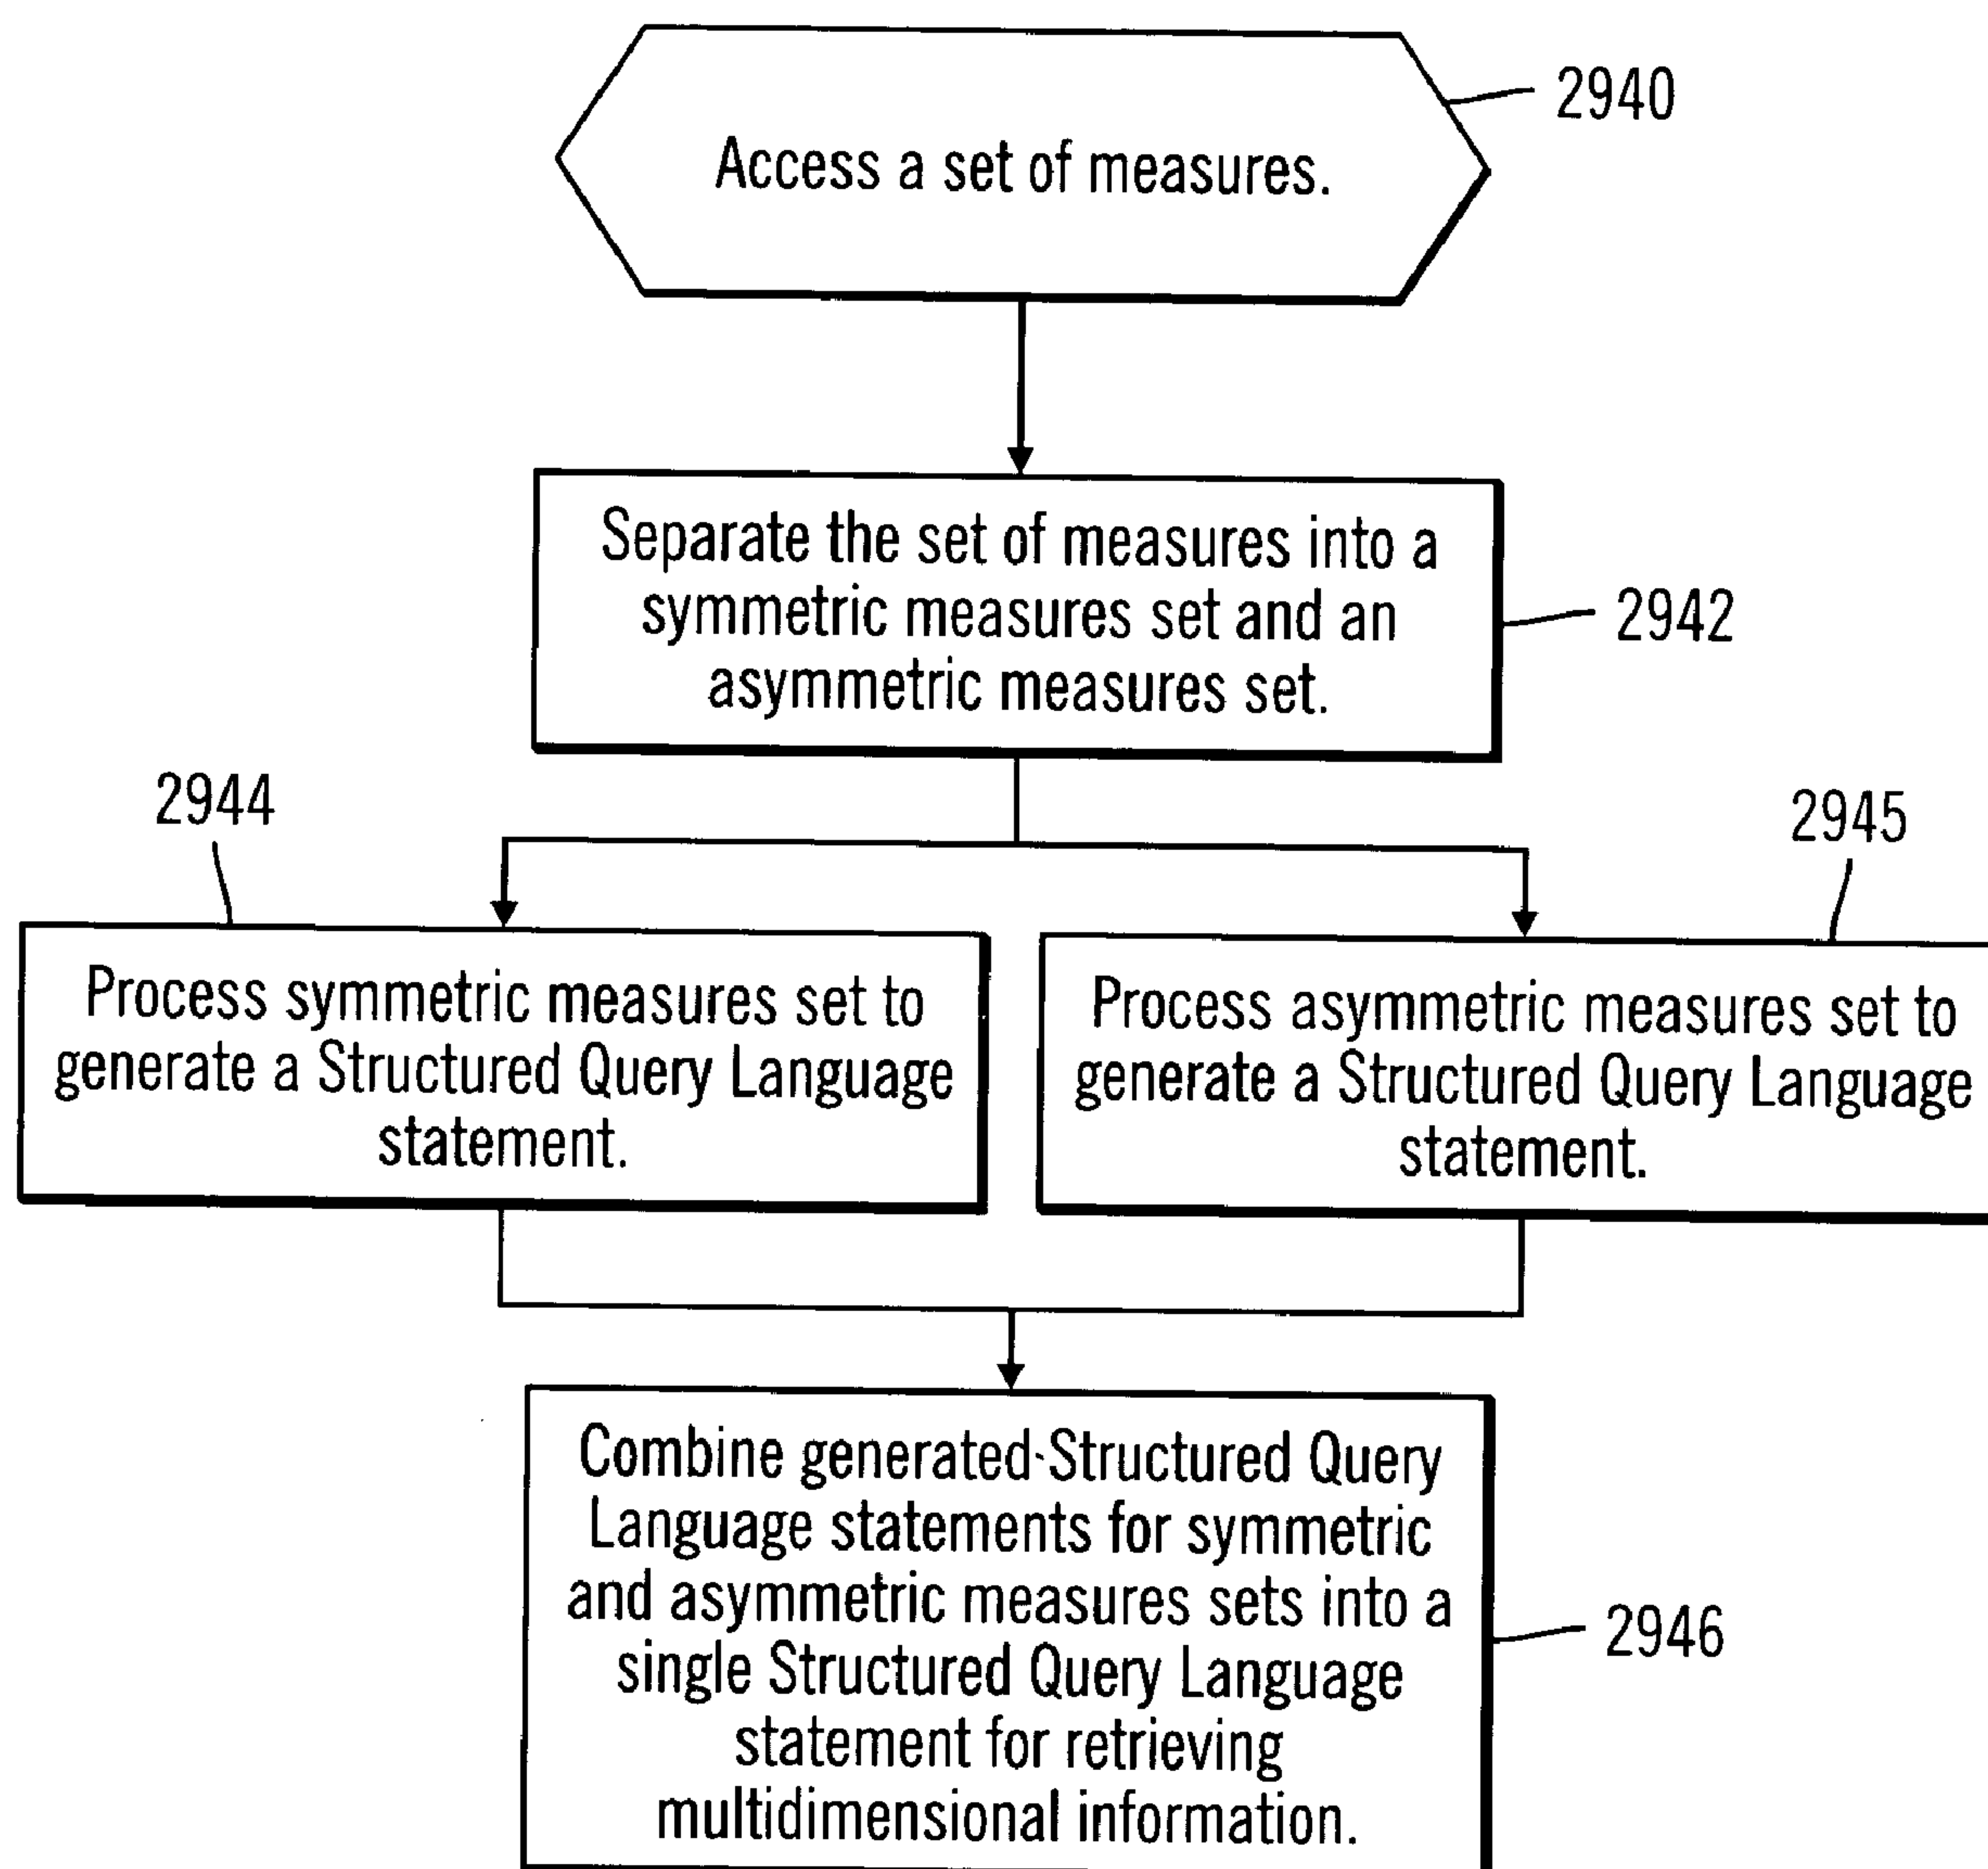 2940
Access a set of measures.
Separate the set of measures into a
symmetric measures set and an
asymmetric measures set.
2942
2944
2945
Process symmetric measures set to
generate a Structured Query Language
statement.
Process asymmetric measures set to
generate a Structured Query Language
statement.
Combine generated Structured Query
Language statements for symmetric
and asymmetric measures sets into a
single Structured Query Language
statement for retrieving
multidimensional information.
2946